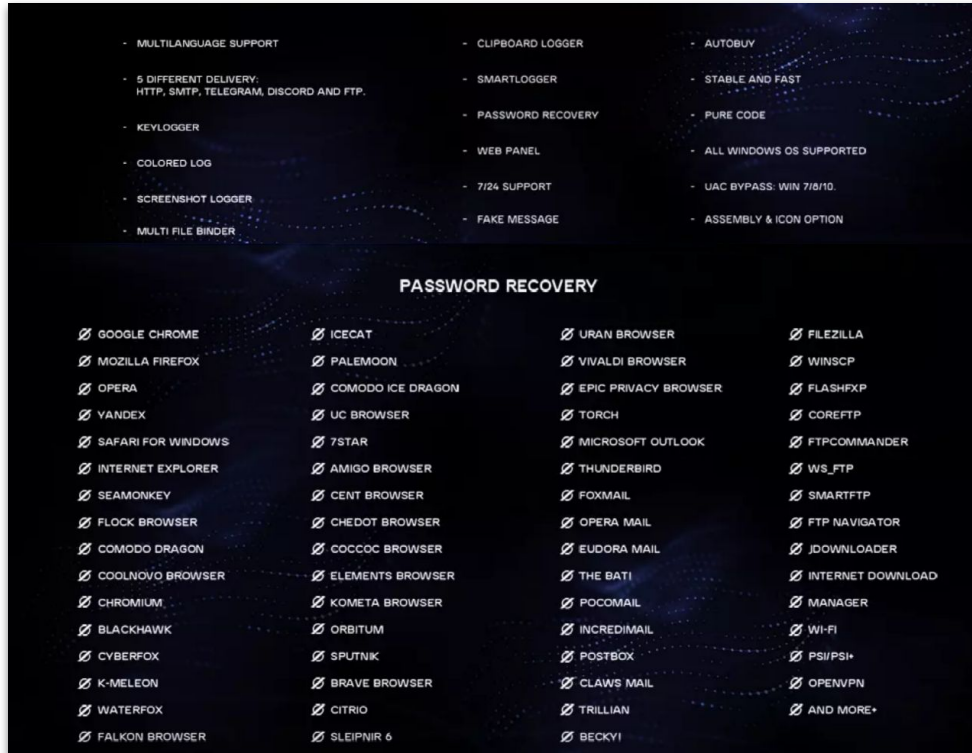 - MULTILANGUAGE SUPPORT
- 5 DIFFERENT DELIVERY:
HTTP, SMTP, TELEGRAM, DISCORD AND FTP.
- KEYLOGGER
- COLORED LOG
- SCREENSHOT LOGGER
- MULTI FILE BINDER
- CLIPBOARD LOGGER
- SMARTLOGGER
- PASSWORD RECOVERY
- WEB PANEL
- 7/24 SUPPORT
- FAKE MESSAGE
- AUTOBUY
- STABLE AND FAST
- PURE CODE
- ALL WINDOWS OS SUPPORTED
- UAC BYPASS: WIN 7/8/10.
- ASSEMBLY & ICON OPTION
PASSWORD RECOVERY
GOOGLE CHROME
MOZILLA FIREFOX
OPERA
YANDEX
SAFARI FOR WINDOWS
INTERNET EXPLORER
SEAMONKEY
FLOCK BROWSER
COMODO DRAGON
COOLNOVO BROWSER
CHROMIUM
BLACKHAWK
CYBERFOX
K-MELEON
WATERFOX
FALKON BROWSER
ICECAT
PALEMOON
COMODO ICE DRAGON
UC BROWSER
7STAR
AMIGO BROWSER
CENT BROWSER
CHEDOT BROWSER
COCCOC BROWSER
ELEMENTS BROWSER
KOMETA BROWSER
ORBITUM
SPUTNIK
BRAVE BROWSER
CITRIO
SLEIPNIR 6
URAN BROWSER
VIVALDI BROWSER
EPIC PRIVACY BROWSER
TORCH
MICROSOFT OUTLOOK
THUNDERBIRD
FOXMAIL
OPERA MAIL
EUDORA MAIL
THE BAT!
POCOMAIL
INCREDIMAIL
POSTBOX
CLAWS MAIL
TRILLIAN
BECKY!
FILEZILLA
WINSCP
FLASHFXP
COREFTP
FTPCOMMANDER
WS_FTP
SMARTFTP
FTP NAVIGATOR
JDOWNLOADER
INTERNET DOWNLOAD
MANAGER
WI-FI
PSI/PSI+
OPENVPN
AND MORE+